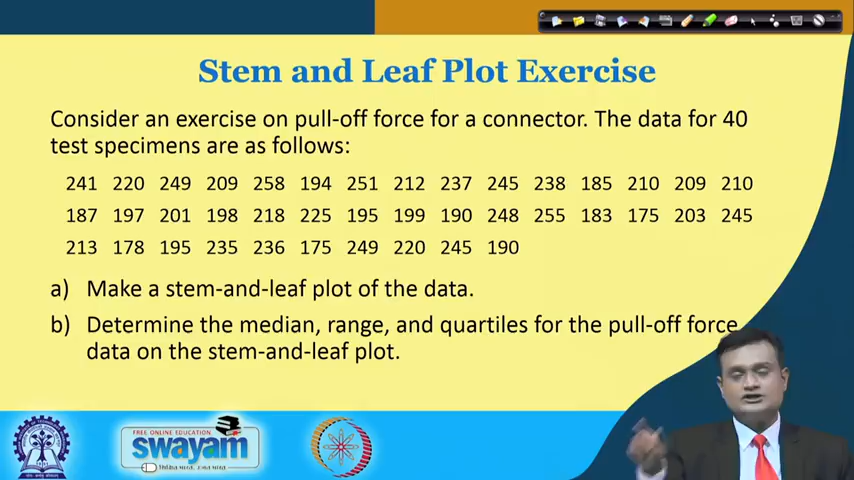 Stem and Leaf Plot Exercise
Consider an exercise on pull-off force for a connector. The data for 40
test specimens are as follows:
241 220 249 209 258 194 251 212 237 245 238 185 210 209 210
187 197 201 198 218 225 195 199 190 248 255 183 175 203 245
213 178 195 235 236 175 249 220 245 190
a) Make a stem-and-leaf plot of the data.
b) Determine the median, range, and quartiles for the pull-off force
data on the stem-and-leaf plot.
FREE ONLINE EDUCATION
swayam